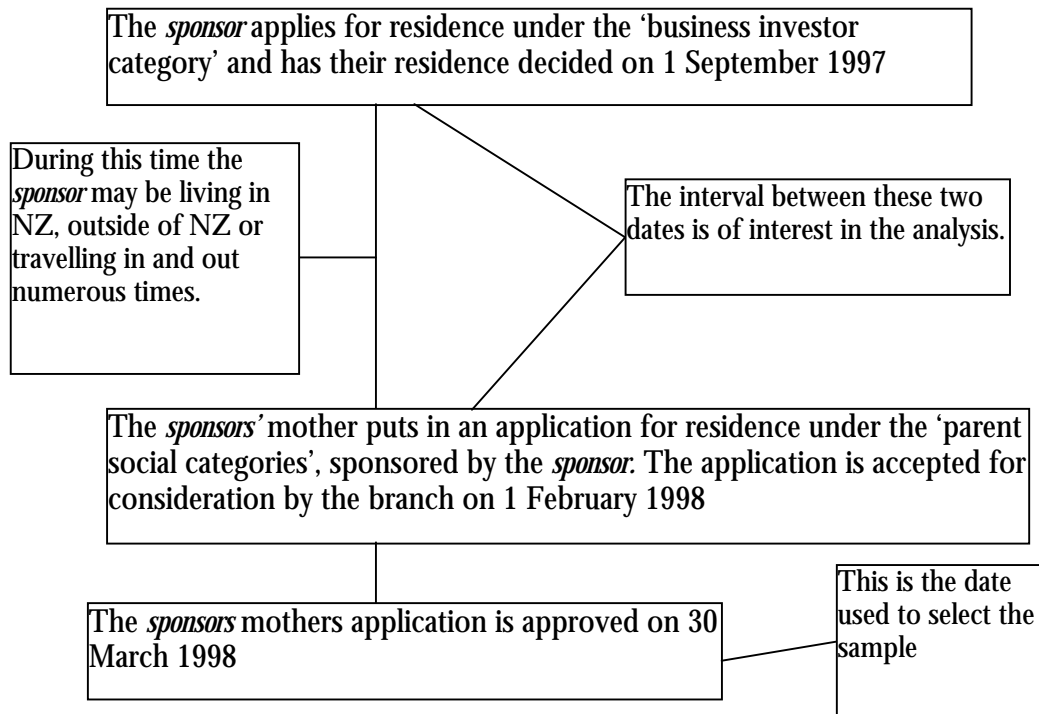 The sponsor applies for residence under the ‘business investor
category’ and has their residence decided on 1 September 1997
During this time the
sponsor may be living in
NZ, outside of NZ or
travelling in and out
numerous times.
The interval between these two
dates is of interest in the analysis.
The sponsors’ mother puts in an application for residence under the ‘parent
social categories’, sponsored by the sponsor. The application is accepted for
consideration by the branch on 1 February 1998
The sponsors mothers application is approved on 30
March 1998
This is the date
used to select the
sample